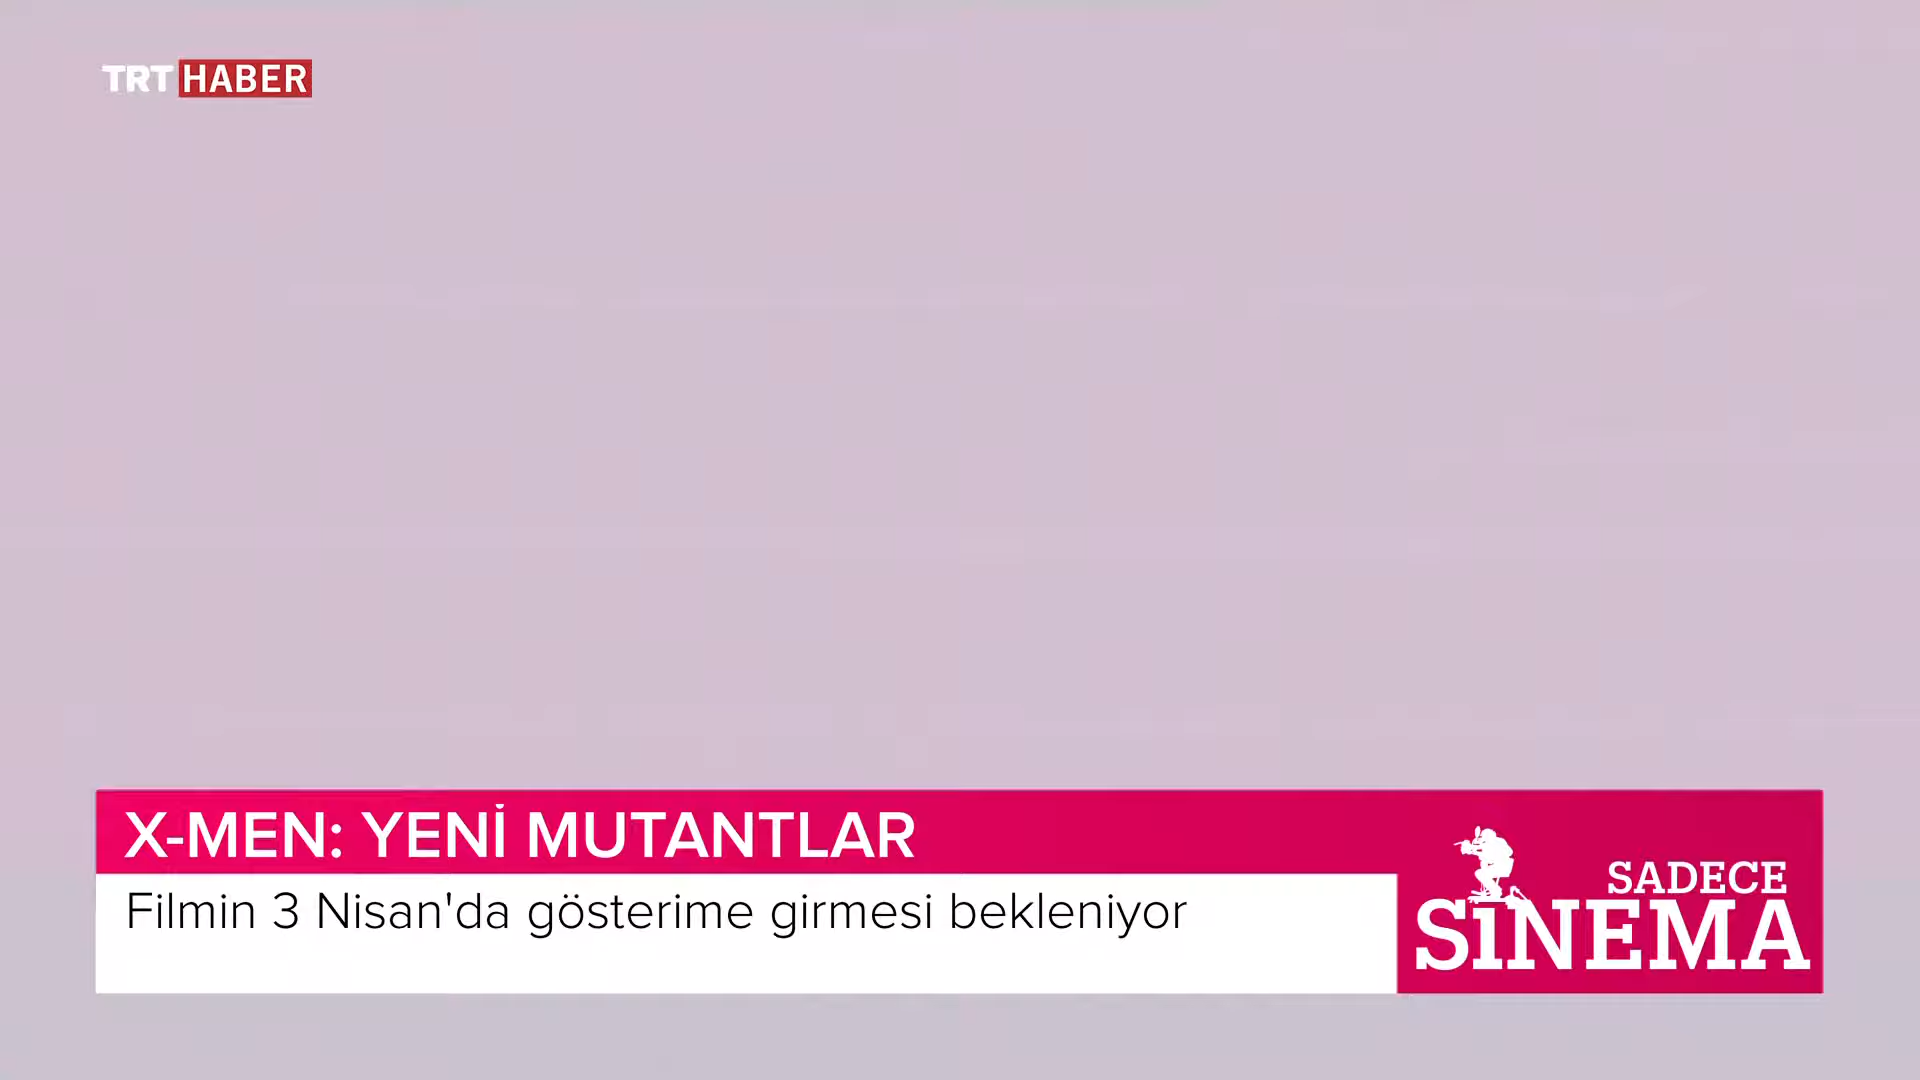 TRT HABER
X-MEN: YENİ MUTANTLAR
Filmin 3 Nisan'da gösterime girmesi bekleniyor
SADECE
SİNEMA